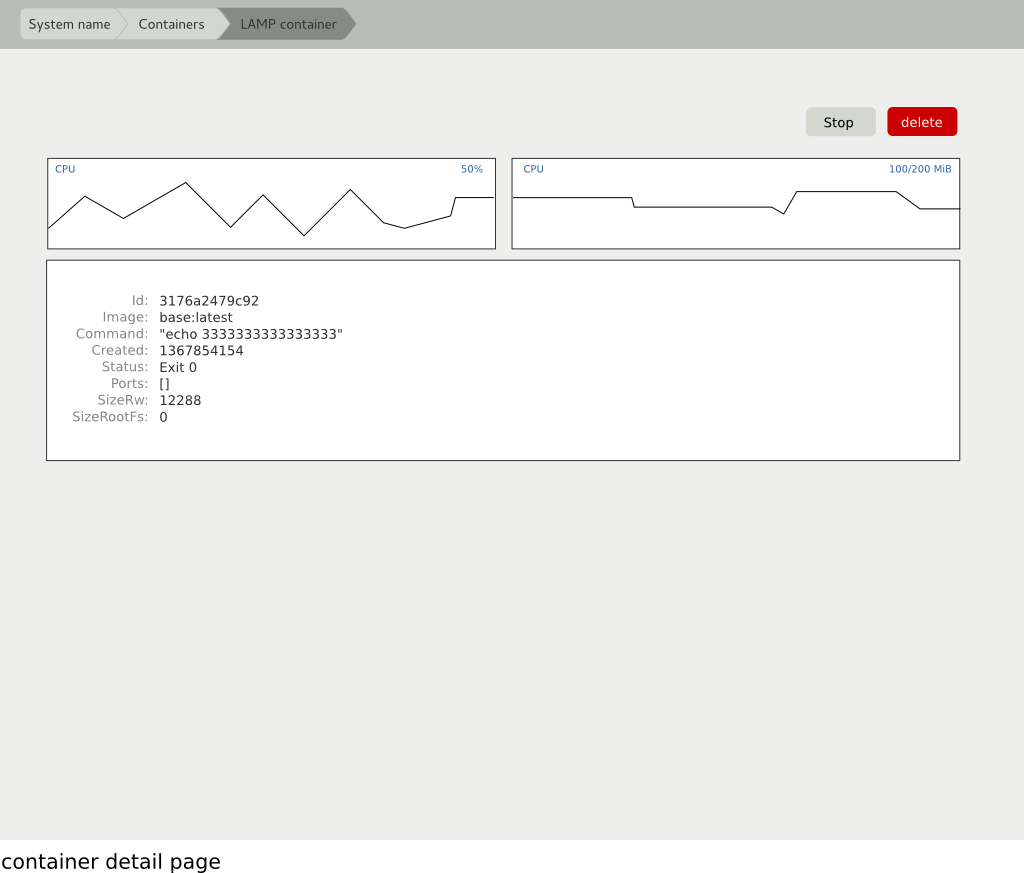 System name Containers LAMP container
Stop delete
CPU 50% CPU 100/200 MiB
Id: 3176a2479c92
Image: base:latest
Command: "echo 3333333333333333"
Created: 1367854154
Status: Exit 0
Ports: []
SizeRw: 12288
SizeRootFs: 0
container detail page